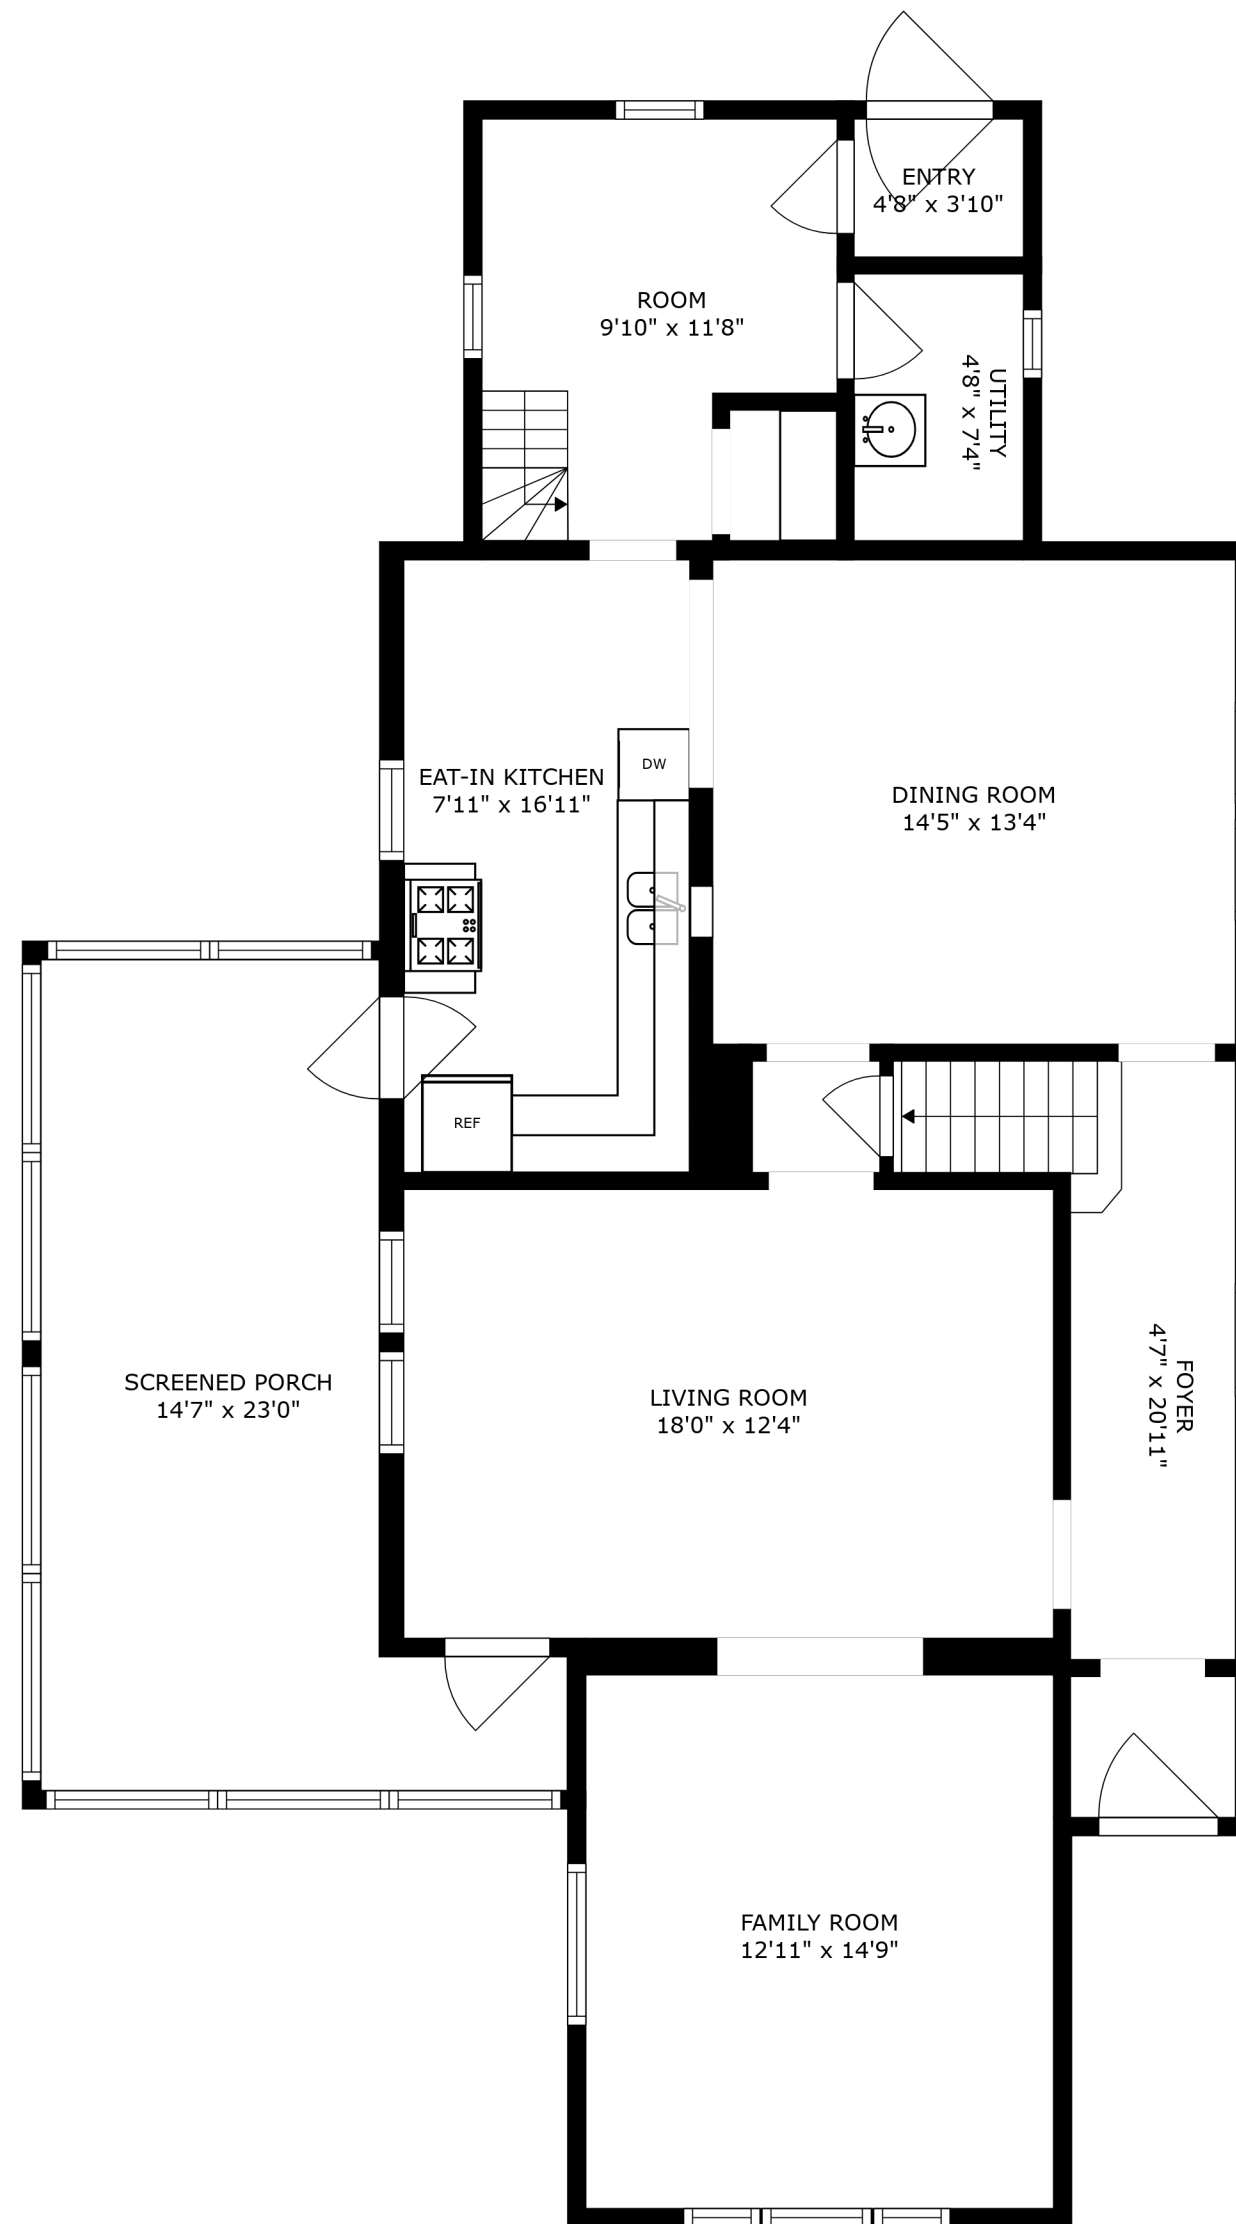 ENTRY
4'8" x 3'10"
ROOM
9'10" x 11'8"
UTILITY
4'8" x 7'4"
DW
EAT-IN KITCHEN
7'11" x 16'11"
DINING ROOM
14'5" x 13'4"
REF
SCREENED PORCH
14'7" x 23'0"
LIVING ROOM
18'0" x 12'4"
FOYER
4'7" x 20'11"
FAMILY ROOM
12'11" x 14'9"